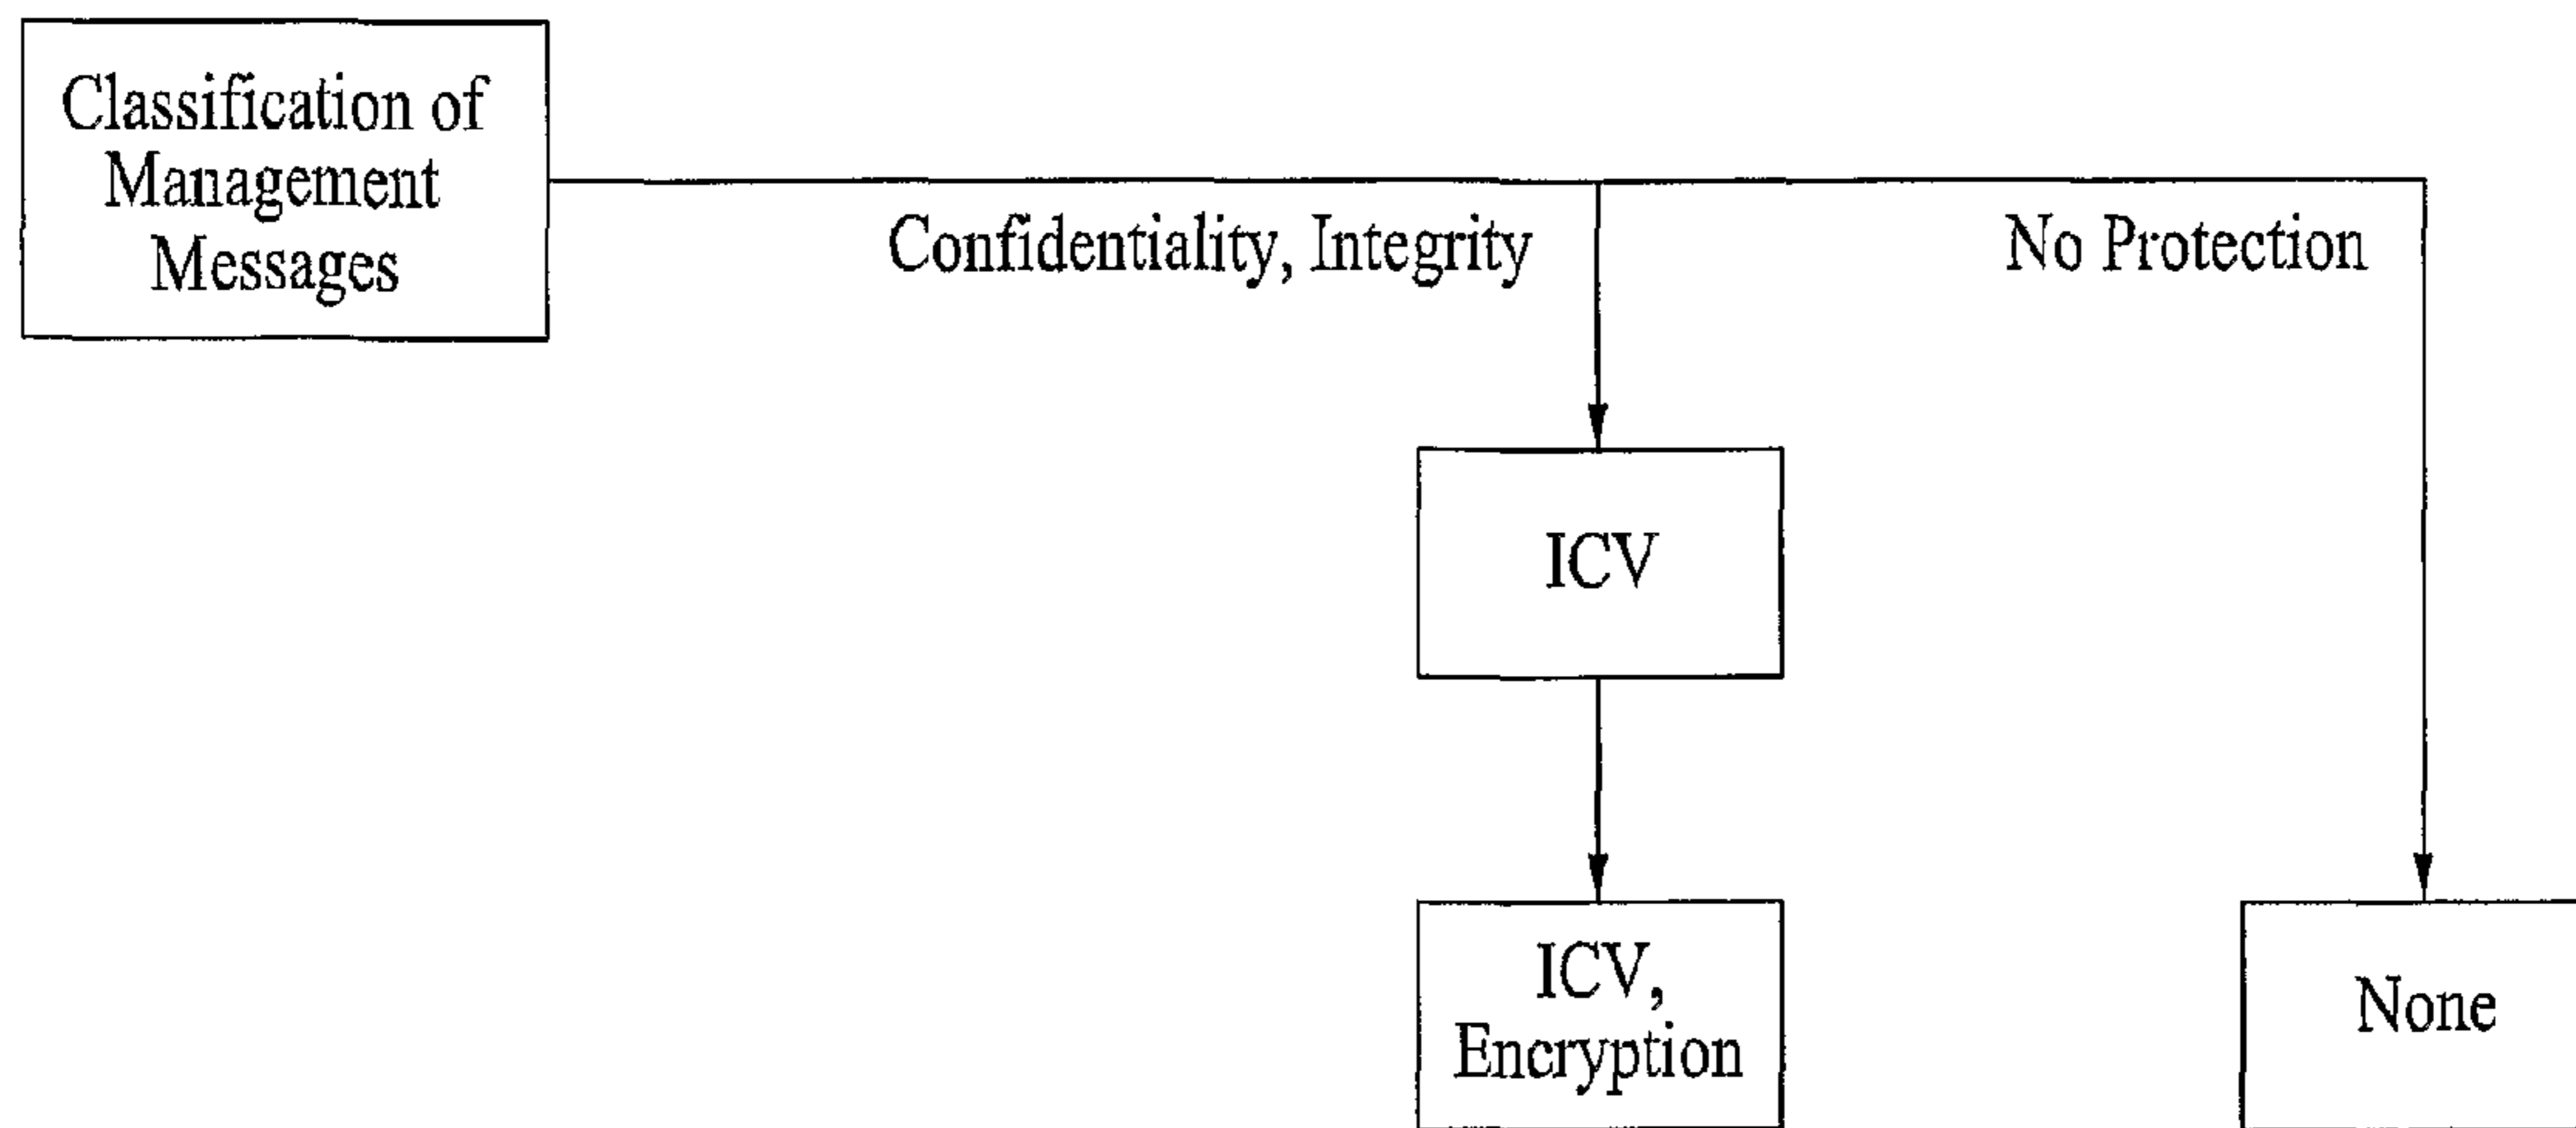 Classification of
Management
Messages
Confidentiality, Integrity
No Protection
ICV
ICV,
Encryption
None